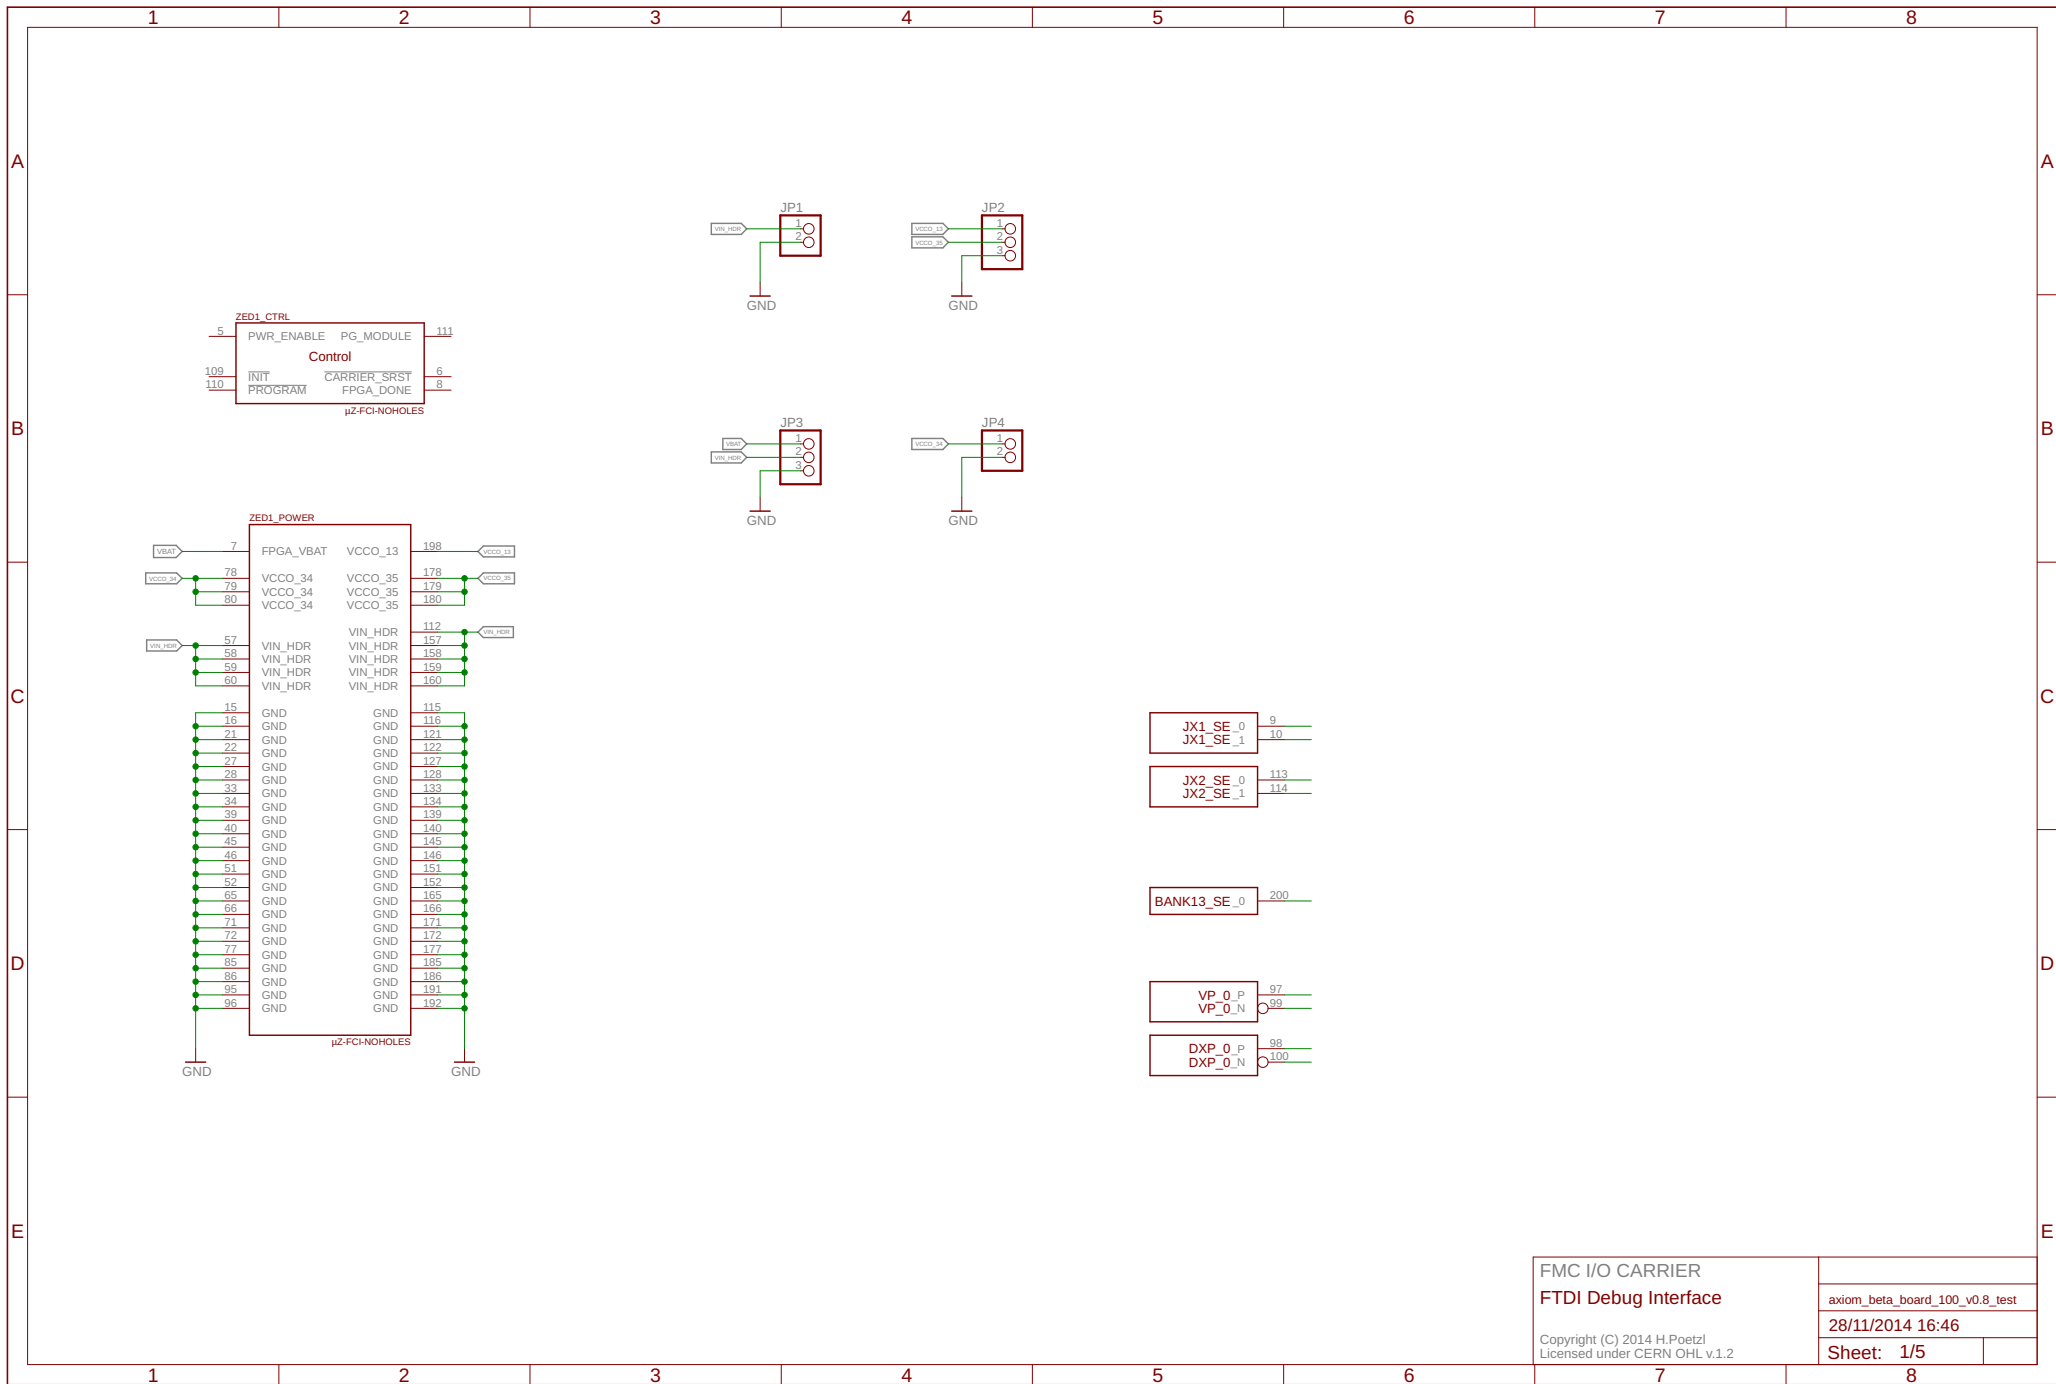 1 2 3 4 5 6 7 8
A A
JP1 JP2
VIN_HDR 1 VCCO_13 1
2 VCCO_35 2
3
GND GND
ZED1_CTRL
5 PWR_ENABLE PG_MODULE 111
Control
109 INIT CARRIER_SRST 6
110 PROGRAM FPGA_DONE 8
µZ-FCI-NOHOLES
B B
JP3 JP4
VBAT 1 VCCO_34 1
VIN_HDR 2 2
3
GND GND
ZED1_POWER
VBAT 7 FPGA_VBAT VCCO_13 198 VCCO_13
VCCO_34 78 VCCO_34 VCCO_35 178 VCCO_35
79 VCCO_34 VCCO_35 179
80 VCCO_34 VCCO_35 180
VIN_HDR 112 VIN_HDR
VIN_HDR 57 VIN_HDR VIN_HDR 157
58 VIN_HDR VIN_HDR 158
59 VIN_HDR VIN_HDR 159
60 VIN_HDR VIN_HDR 160
C C
15 GND GND 115
16 GND GND 116
21 GND GND 121
22 GND GND 122
27 GND GND 127
28 GND GND 128
33 GND GND 133
34 GND GND 134
39 GND GND 139
40 GND GND 140
45 GND GND 145
46 GND GND 146
51 GND GND 151
52 GND GND 152
65 GND GND 165
66 GND GND 166
71 GND GND 171
72 GND GND 172
77 GND GND 177
85 GND GND 185
86 GND GND 186
95 GND GND 191
96 GND GND 192
µZ-FCI-NOHOLES
GND GND
JX1_SE_0 9
JX1_SE_1 10
JX2_SE_0 113
JX2_SE_1 114
BANK13_SE_0 200
D D
VP_0_P 97
VP_0_N 99
DXP_0_P 98
DXP_0_N 100
E E
FMC I/O CARRIER
FTDI Debug Interface
axiom_beta_board_100_v0.8_test
28/11/2014 16:46
Copyright (C) 2014 H.Poetzl
Licensed under CERN OHL v.1.2
Sheet: 1/5
1 2 3 4 5 6 7 8